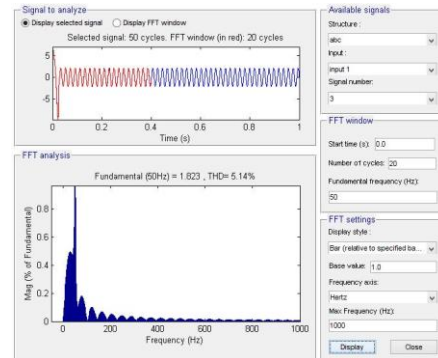 Signal to analyze
Display selected signal Display FFT window
Selected signal: 50 cycles. FFT window (in red): 20 cycles
5
0
-5
0 0.2 0.4 0.6 0.8 1
Time (s)
FFT analysis
Fundamental (50Hz) = 1.823 , THD= 5.14%
Mag (% of Fundamental)
0.8
0.6
0.4
0.2
0
0 200 400 600 800 1000
Frequency (Hz)
Available signals
Structure :
abc
Input :
input 1
Signal number:
3
FFT window
Start time (s): 0.0
Number of cycles: 20
Fundamental frequency (Hz):
50
FFT settings
Display style :
Bar (relative to specified ba...
Base value: 1.0
Frequency axis:
Hertz
Max Frequency (Hz):
1000
Display Close